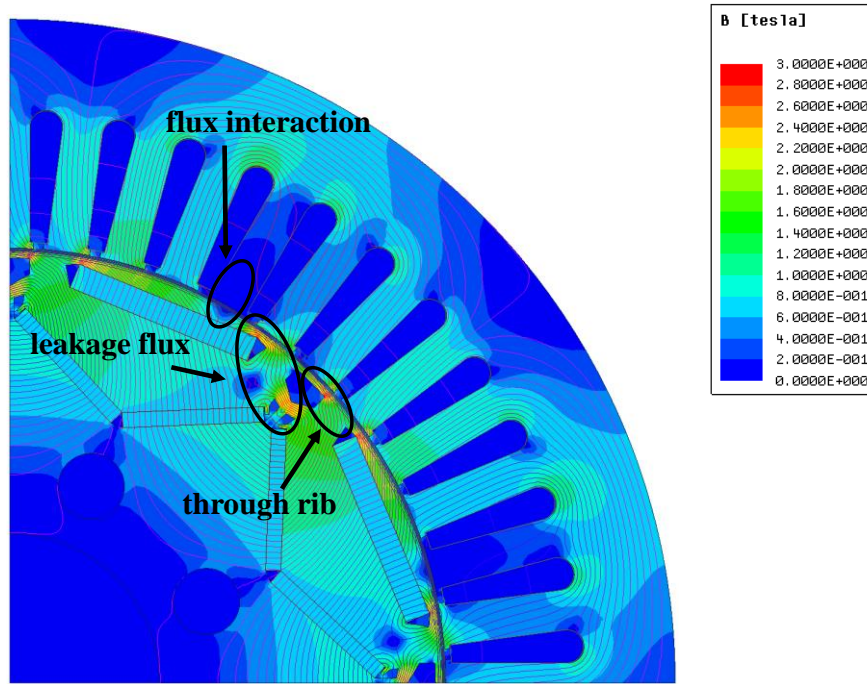 flux interaction
leakage flux
through rib
B [tesla]
3.0000E+000
2.8000E+000
2.6000E+000
2.4000E+000
2.2000E+000
2.0000E+000
1.8000E+000
1.6000E+000
1.4000E+000
1.2000E+000
1.0000E+000
8.0000E-001
6.0000E-001
4.0000E-001
2.0000E-001
0.0000E+000